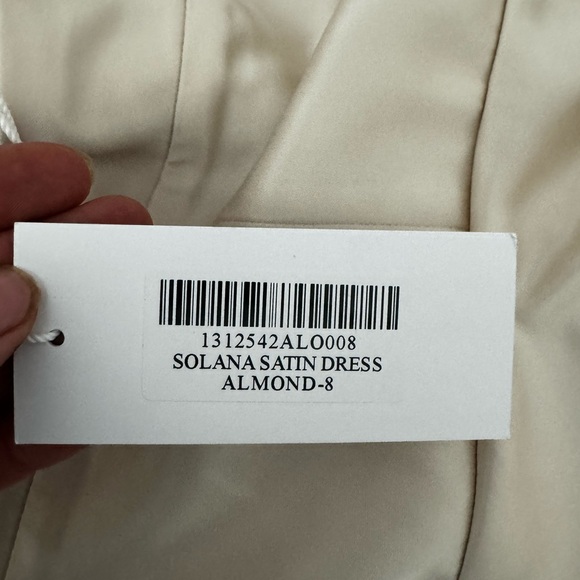 1312542ALO008
SOLANA SATIN DRESS
ALMOND-8